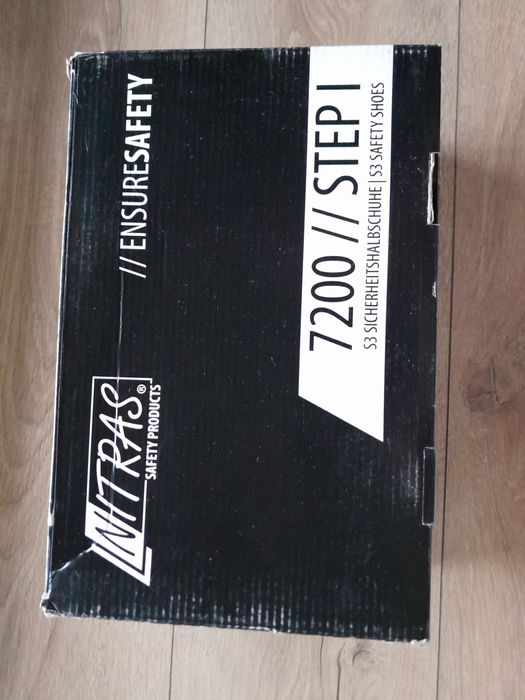 NITRAS®
SAFETY PRODUCTS
// ENSURESAFETY
7200 // STEP I
S3 SICHERHEITSHALBSCHUHE | S3 SAFETY SHOES